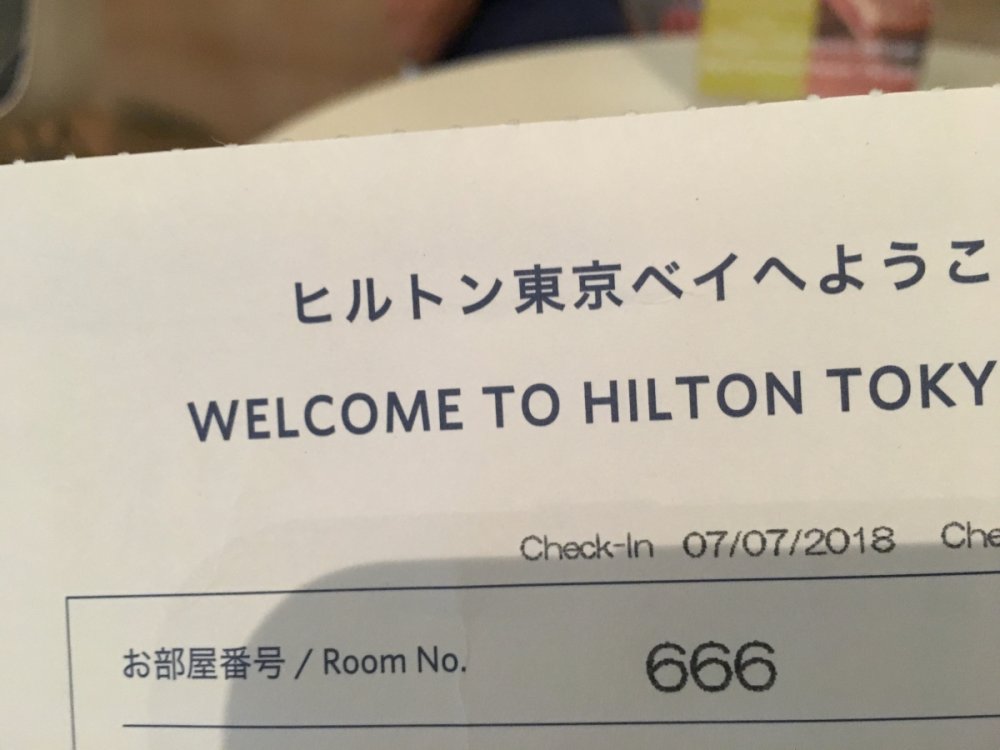 ヒルトン東京ベイへようこ
WELCOME TO HILTON TOKY
Check-In 07/07/2018 Che
お部屋番号 / Room No. 666